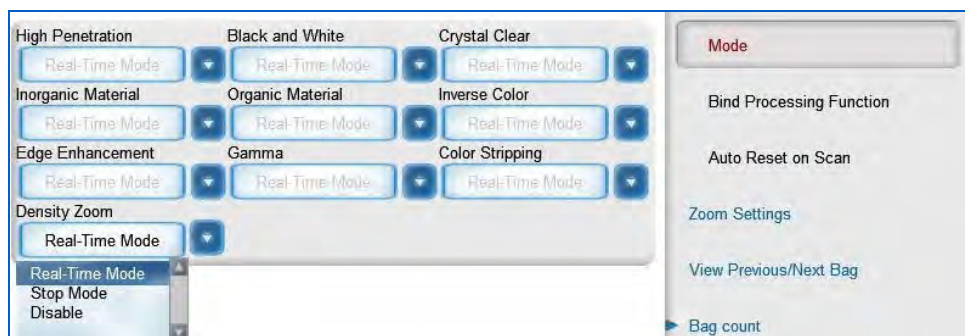 High Penetration Black and White Crystal Clear
Real-Time Mode Real-Time Mode Real-Time Mode
Inorganic Material Organic Material Inverse Color
Real-Time Mode Real-Time Mode Real-Time Mode
Edge Enhancement Gamma Color Stripping
Real-Time Mode Real-Time Mode Real-Time Mode
Density Zoom
Real-Time Mode
Real-Time Mode
Stop Mode
Disable
Mode
Bind Processing Function
Auto Reset on Scan
Zoom Settings
View Previous/Next Bag
Bag count